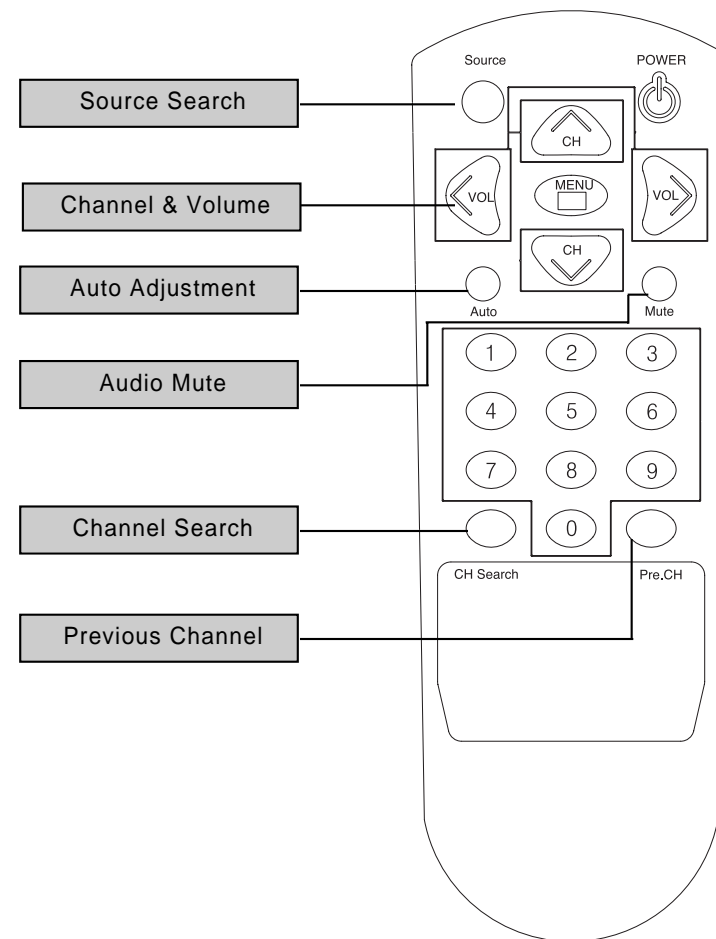 Source POWER
Source Search
CH
MENU
VOL VOL
Channel & Volume
CH
Auto Adjustment
Auto Mute
1 2 3
Audio Mute
4 5 6
7 8 9
Channel Search
0
CH Search Pre.CH
Previous Channel